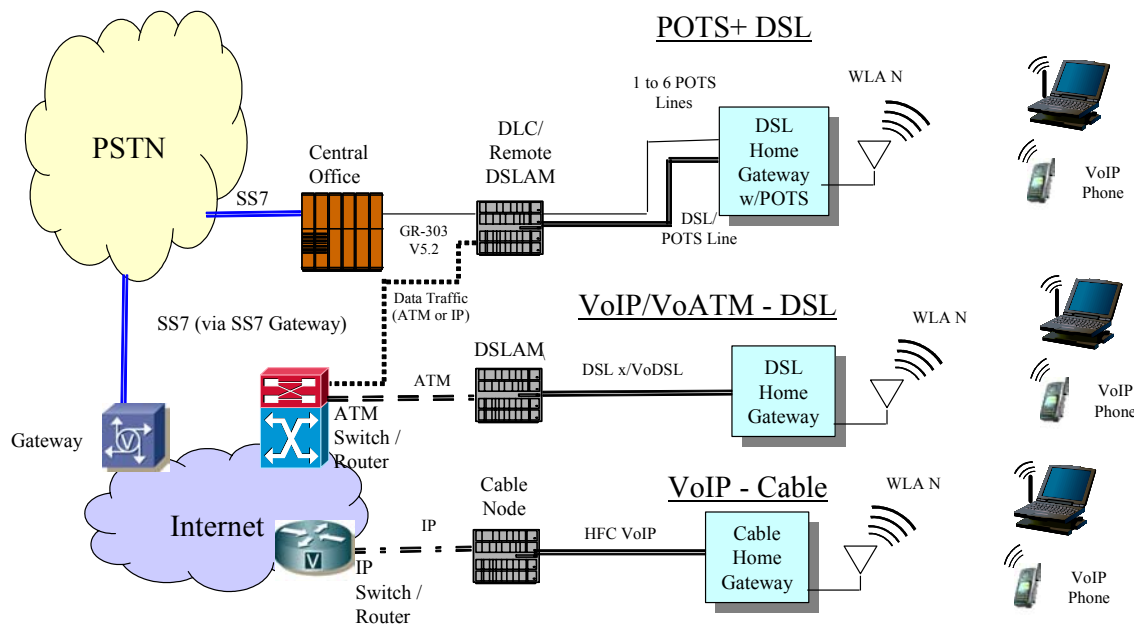 POTS+ DSL
WLA N
1 to 6 POTS
Lines
PSTN
DLC/
Remote
DSLAM
Central
Office
DSL
Home
Gateway
w/POTS
VoIP
Phone
SS7
GR-303
V5.2
DSL/
POTS Line
Data Traffic
(ATM or IP)
SS7 (via SS7 Gateway)
VoIP/VoATM - DSL
WLA N
DSLAM
ATM
DSL x/VoDSL
DSL
Home
Gateway
VoIP
Phone
Gateway
V
ATM
Switch /
Router
VoIP - Cable
WLA N
Cable
Node
Internet
IP
HFC VoIP
Cable
Home
Gateway
V
IP
Switch /
Router
VoIP
Phone